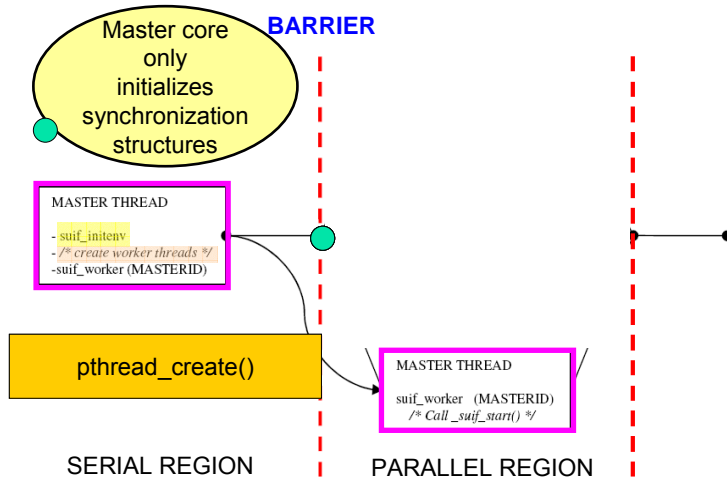 Master core
only
initializes
synchronization
structures
BARRIER
MASTER THREAD
- suif_initenv
- /* create worker threads */
-suif_worker (MASTERID)
pthread_create()
MASTER THREAD
suif_worker (MASTERID)
/* Call _suif_start() */
SERIAL REGION
PARALLEL REGION